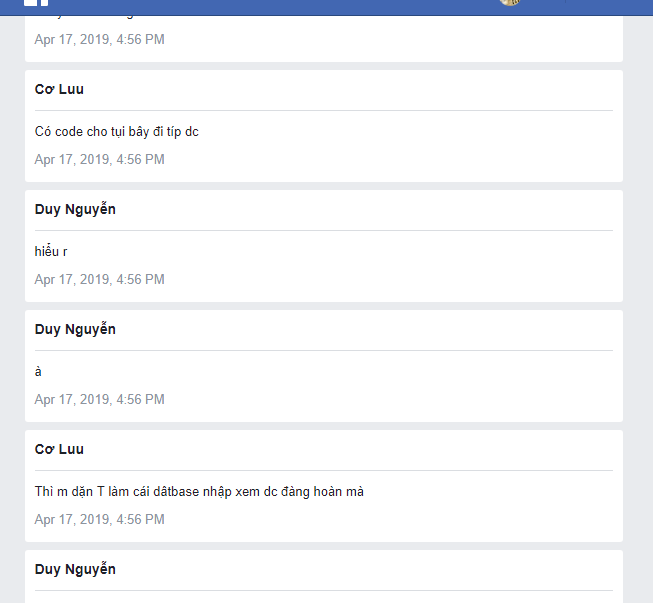 Apr 17, 2019, 4:56 PM
Cơ Luu
Có code cho tụi bây đi típ dc
Apr 17, 2019, 4:56 PM
Duy Nguyễn
hiểu r
Apr 17, 2019, 4:56 PM
Duy Nguyễn
à
Apr 17, 2019, 4:56 PM
Cơ Luu
Thì m dặn T làm cái dâtbase nhập xem dc đàng hoàn mà
Apr 17, 2019, 4:56 PM
Duy Nguyễn